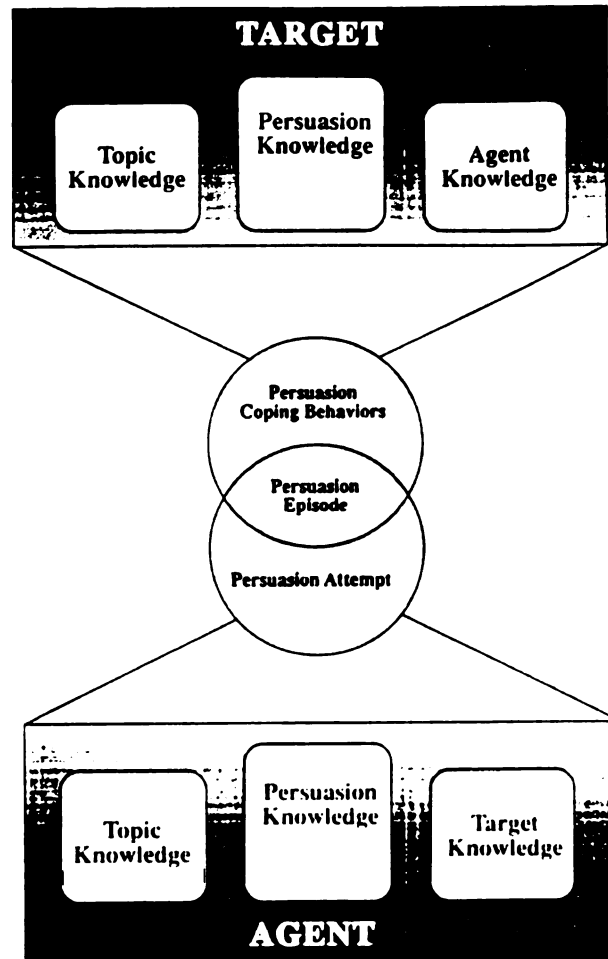 TARGET
Topic
Knowledge
Persuasion
Knowledge
Agent
Knowledge
Persuasion
Coping Behaviors
Persuasion
Episode
Persuasion Attempt
Topic
Knowledge
Persuasion
Knowledge
Target
Knowledge
AGENT